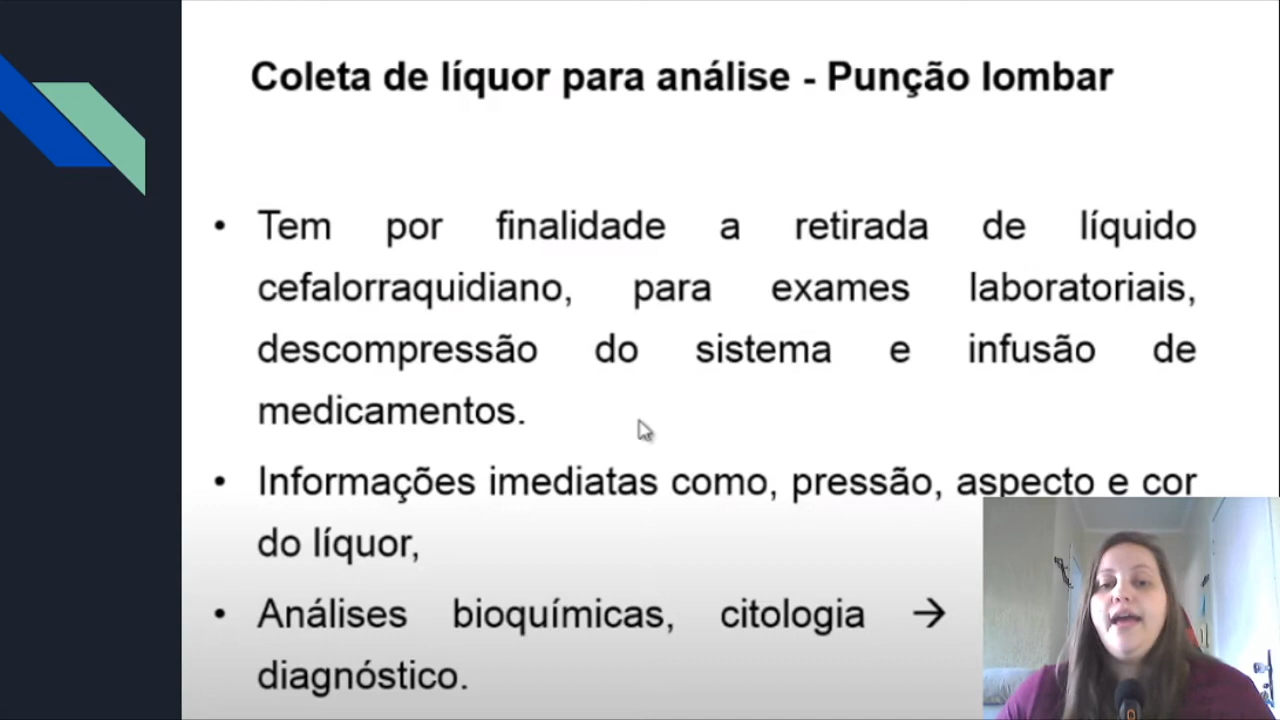 Coleta de líquor para análise - Punção lombar
• Tem por finalidade a retirada de líquido
cefalorraquidiano, para exames laboratoriais,
descompressão do sistema e infusão de
medicamentos.
• Informações imediatas como, pressão, aspecto e cor
do líquor,
• Análises bioquímicas, citologia →
diagnóstico.